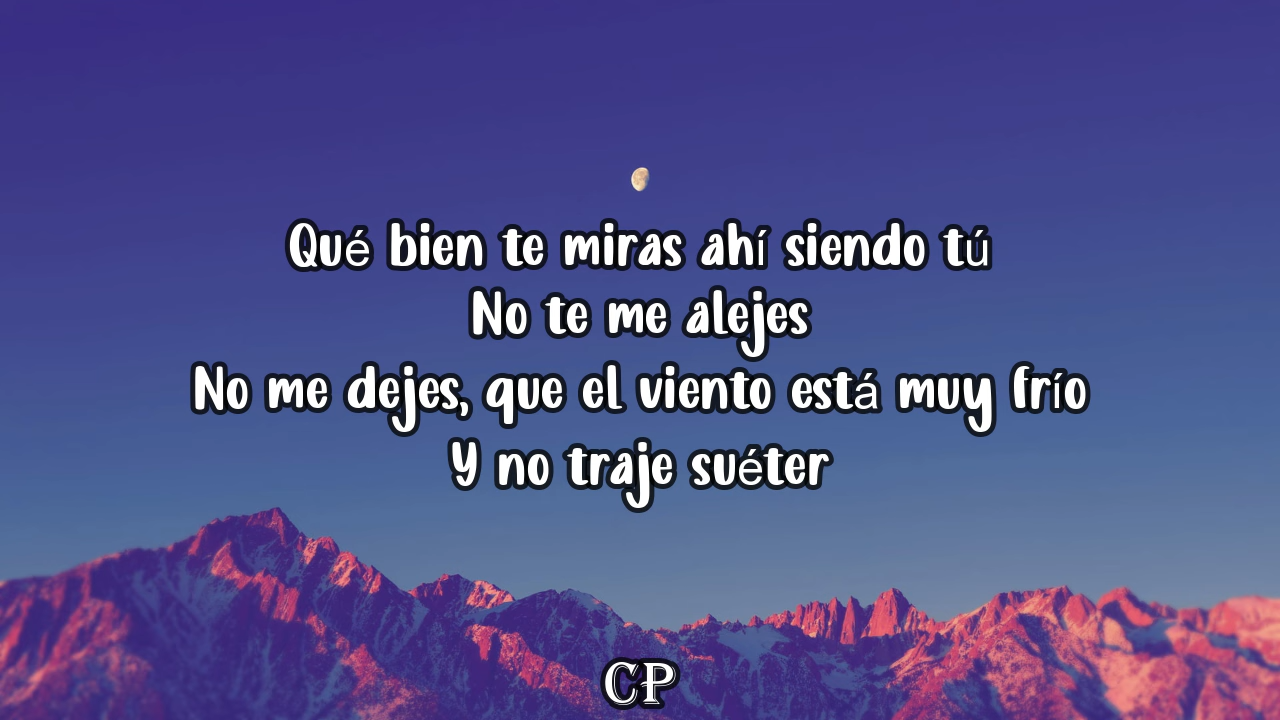 Qué bien te miras ahí siendo tú
No te me alejes
No me dejes, que el viento está muy frío
Y no traje suéter
CP